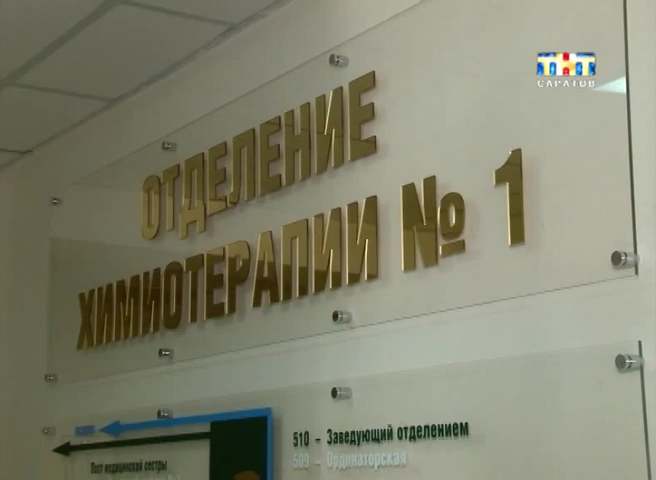 ТНТ
САРАТОВ
ОТДЕЛЕНИЕ
ХИМИОТЕРАПИИ № 1
510 – Заведующий отделением
509 – Ординаторская
Пост медицинской сестры